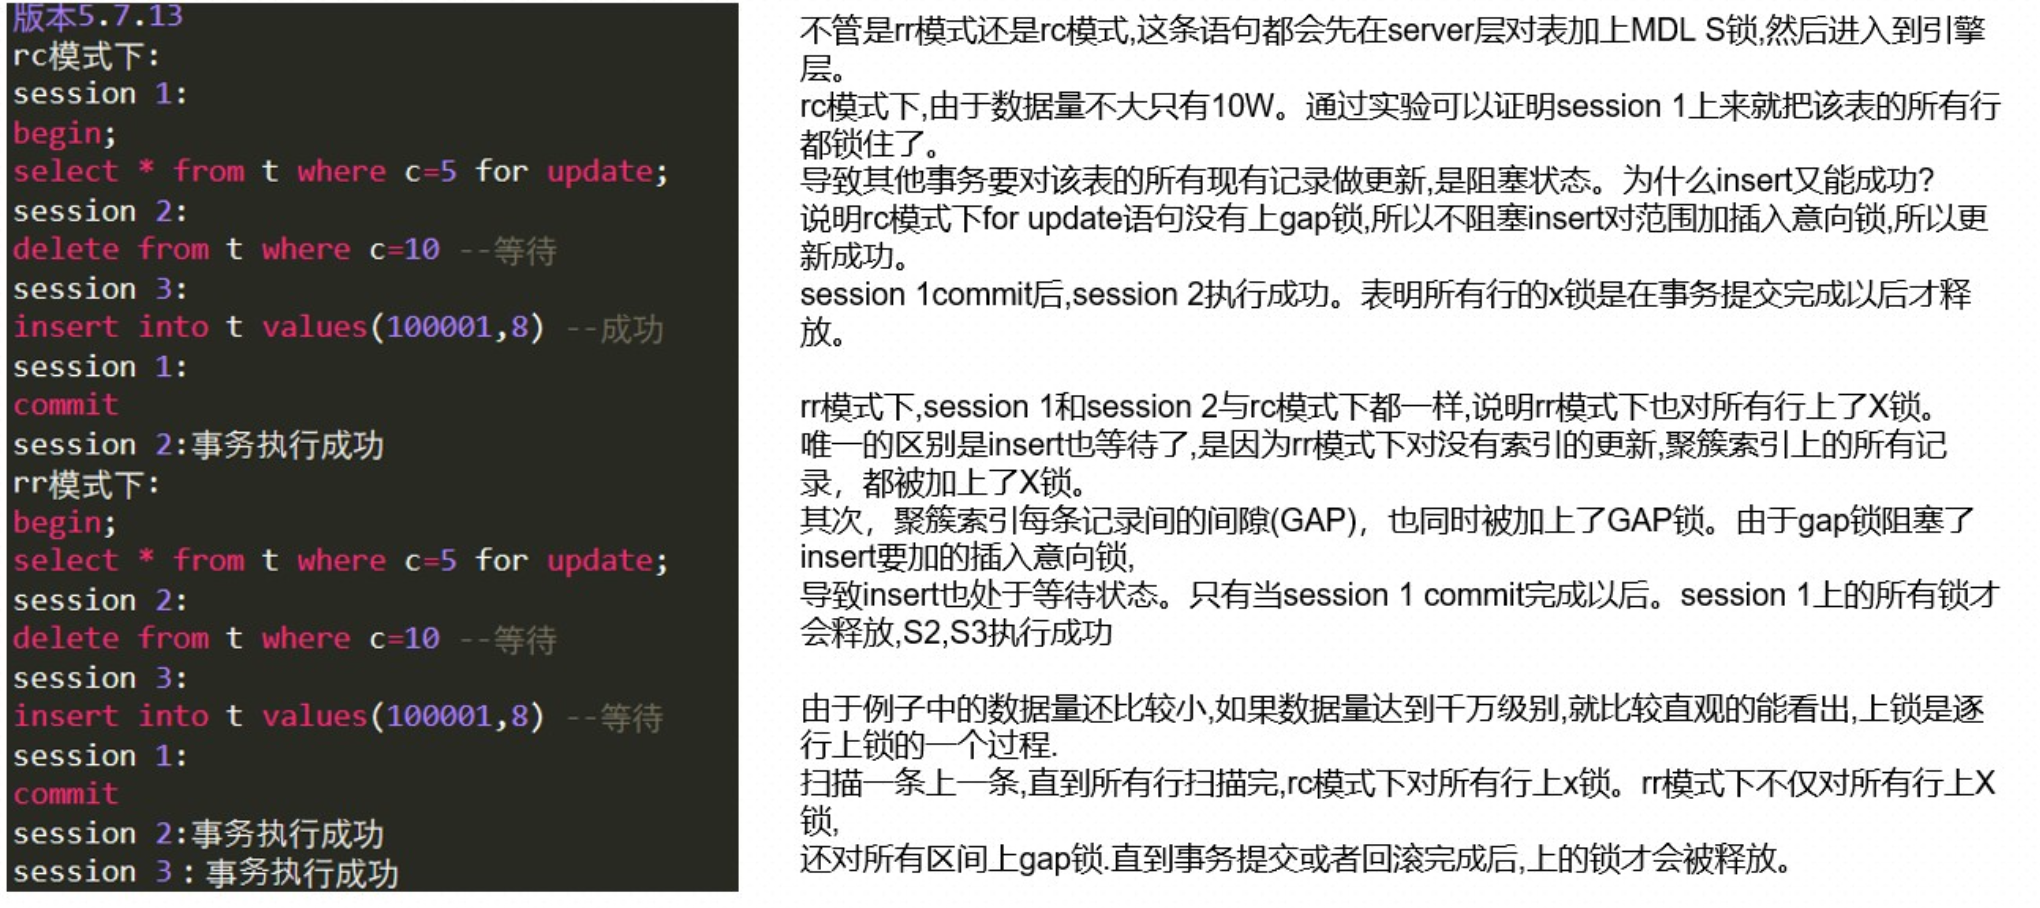 版本5.7.13
rc模式下:
session 1:
begin;
select * from t where c=5 for update;
session 2:
delete from t where c=10 --等待
session 3:
insert into t values(100001,8) --成功
session 1:
commit
session 2:事务执行成功
rr模式下:
begin;
select * from t where c=5 for update;
session 2:
delete from t where c=10 --等待
session 3:
insert into t values(100001,8) --等待
session 1:
commit
session 2:事务执行成功
session 3：事务执行成功
不管是rr模式还是rc模式,这条语句都会先在server层对表加上MDL S锁,然后进入到引擎
层。
rc模式下,由于数据量不大只有10W。通过实验可以证明session 1上来就把该表的所有行
都锁住了。
导致其他事务要对该表的所有现有记录做更新,是阻塞状态。为什么insert又能成功?
说明rc模式下for update语句没有上gap锁,所以不阻塞insert对范围加插入意向锁,所以更
新成功。
session 1commit后,session 2执行成功。表明所有行的x锁是在事务提交完成以后才释
放。
rr模式下,session 1和session 2与rc模式下都一样,说明rr模式下也对所有行上了X锁。
唯一的区别是insert也等待了,是因为rr模式下对没有索引的更新,聚簇索引上的所有记
录，都被加上了X锁。
其次，聚簇索引每条记录间的间隙(GAP)，也同时被加上了GAP锁。由于gap锁阻塞了
insert要加的插入意向锁,
导致insert也处于等待状态。只有当session 1 commit完成以后。session 1上的所有锁才
会释放,S2,S3执行成功
由于例子中的数据量还比较小,如果数据量达到千万级别,就比较直观的能看出,上锁是逐
行上锁的一个过程.
扫描一条上一条,直到所有行扫描完,rc模式下对所有行上x锁。rr模式下不仅对所有行上X
锁,
还对所有区间上gap锁.直到事务提交或者回滚完成后,上的锁才会被释放。